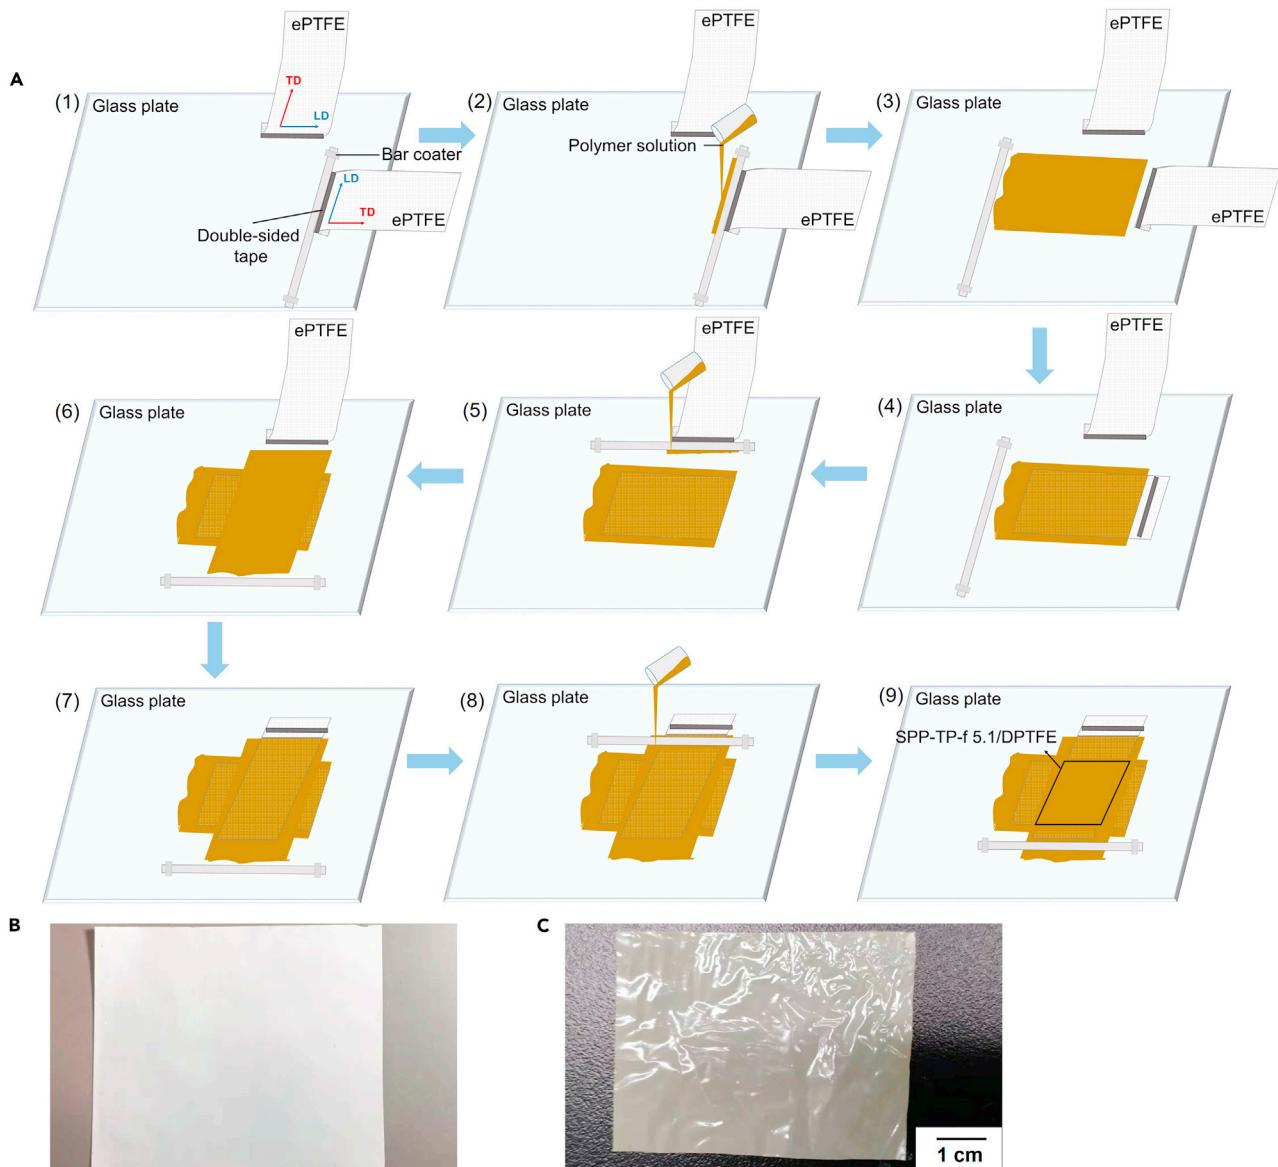 A
(1)
Glass plate
ePTFE
TD
LD
Bar coater
LD
TD
ePTFE
Double-sided
tape
(2)
Glass plate
ePTFE
Polymer solution
ePTFE
(3)
Glass plate
ePTFE
ePTFE
(6)
Glass plate
ePTFE
(5)
Glass plate
ePTFE
(4)
Glass plate
ePTFE
(7)
Glass plate
(8)
Glass plate
(9)
Glass plate
SPP-TP-f 5.1/DPTFE
B
C
1 cm